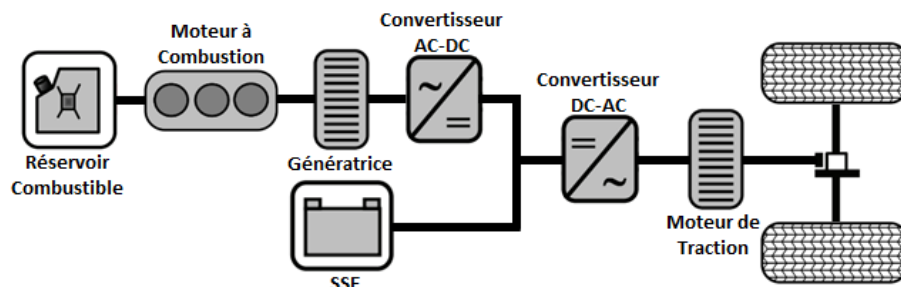 Réservoir
Combustible
Moteur à
Combustion
Génératrice
Convertisseur
AC-DC
SSE
Convertisseur
DC-AC
Moteur de
Traction